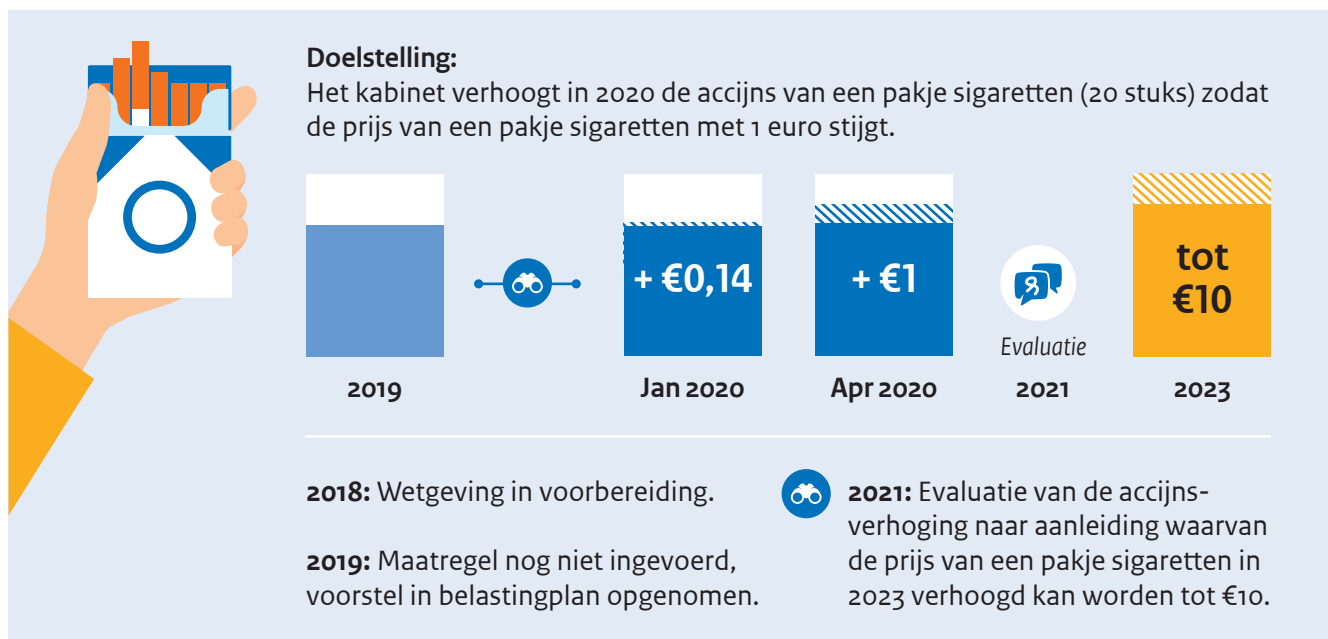 Doelstelling:
Het kabinet verhoogt in 2020 de accijns van een pakje sigaretten (20 stuks) zodat
de prijs van een pakje sigaretten met 1 euro stijgt.
+ €0,14
+ €1
tot
€10
Evaluatie
2019
Jan 2020
Apr 2020
2021
2023
2018: Wetgeving in voorbereiding.
2019: Maatregel nog niet ingevoerd,
voorstel in belastingplan opgenomen.
2021: Evaluatie van de accijns-
verhoging naar aanleiding waarvan
de prijs van een pakje sigaretten in
2023 verhoogd kan worden tot €10.